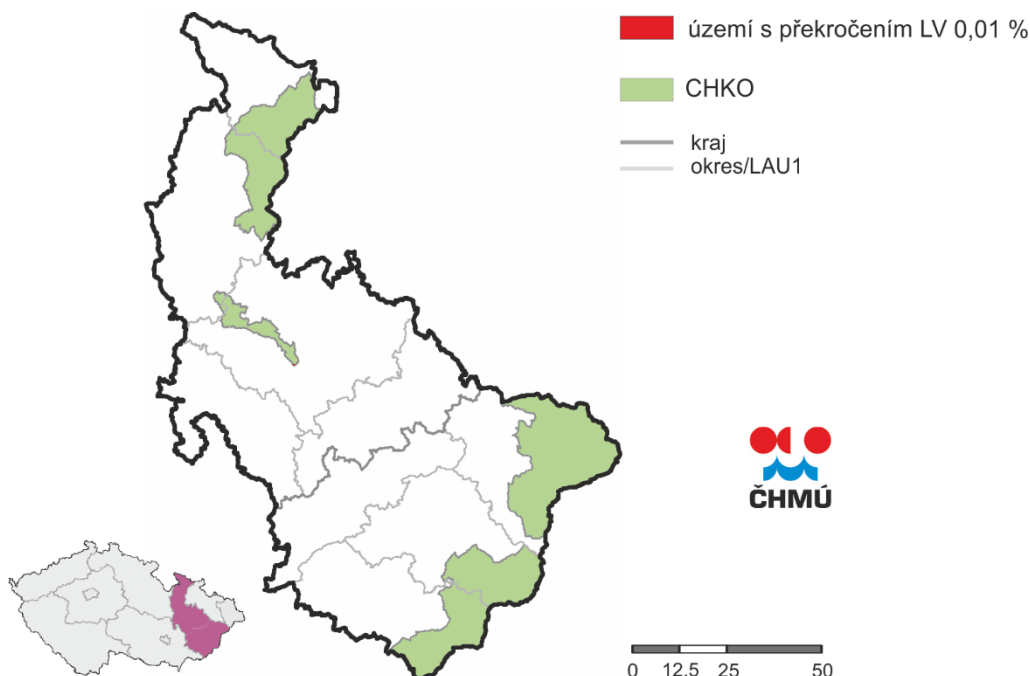 území s překročením LV 0,01 %
CHKO
kraj
okres/LAU1
ČHMÚ
0 12,5 25 50